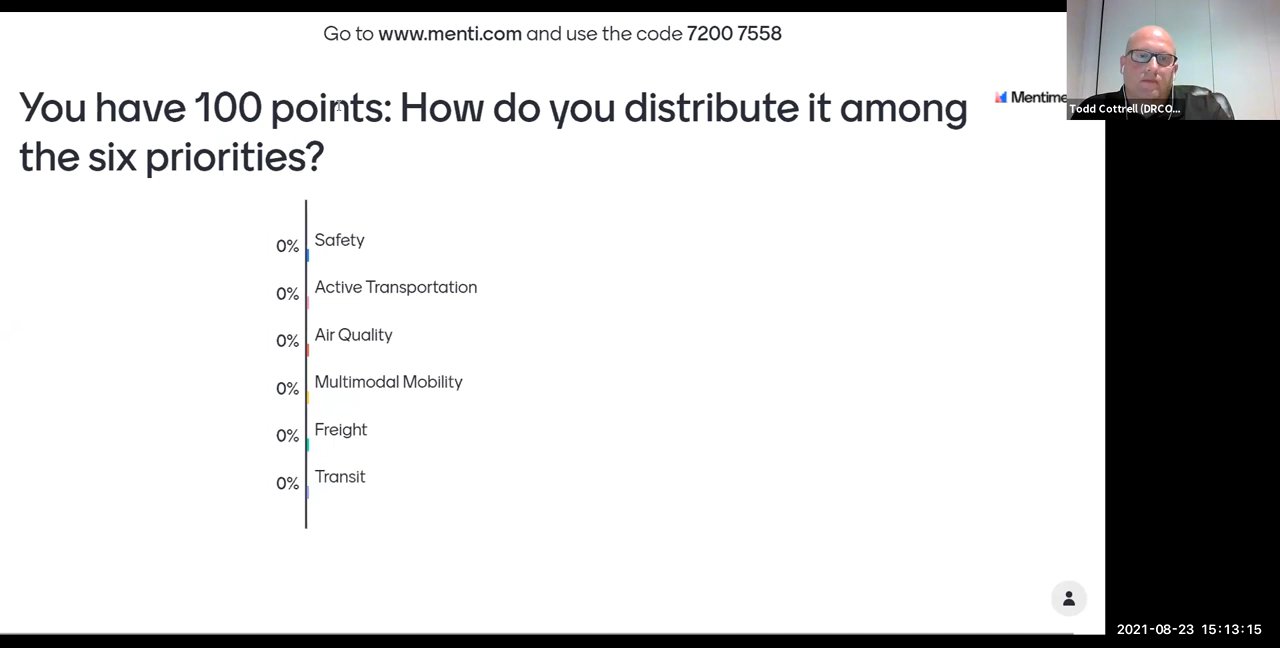 Go to www.menti.com and use the code 7200 7558
You have 100 points: How do you distribute it among
the six priorities?
Mentime
Todd Cottrell (DRCO...
0% Safety
0% Active Transportation
0% Air Quality
0% Multimodal Mobility
0% Freight
0% Transit
2021-08-23 15:13:15